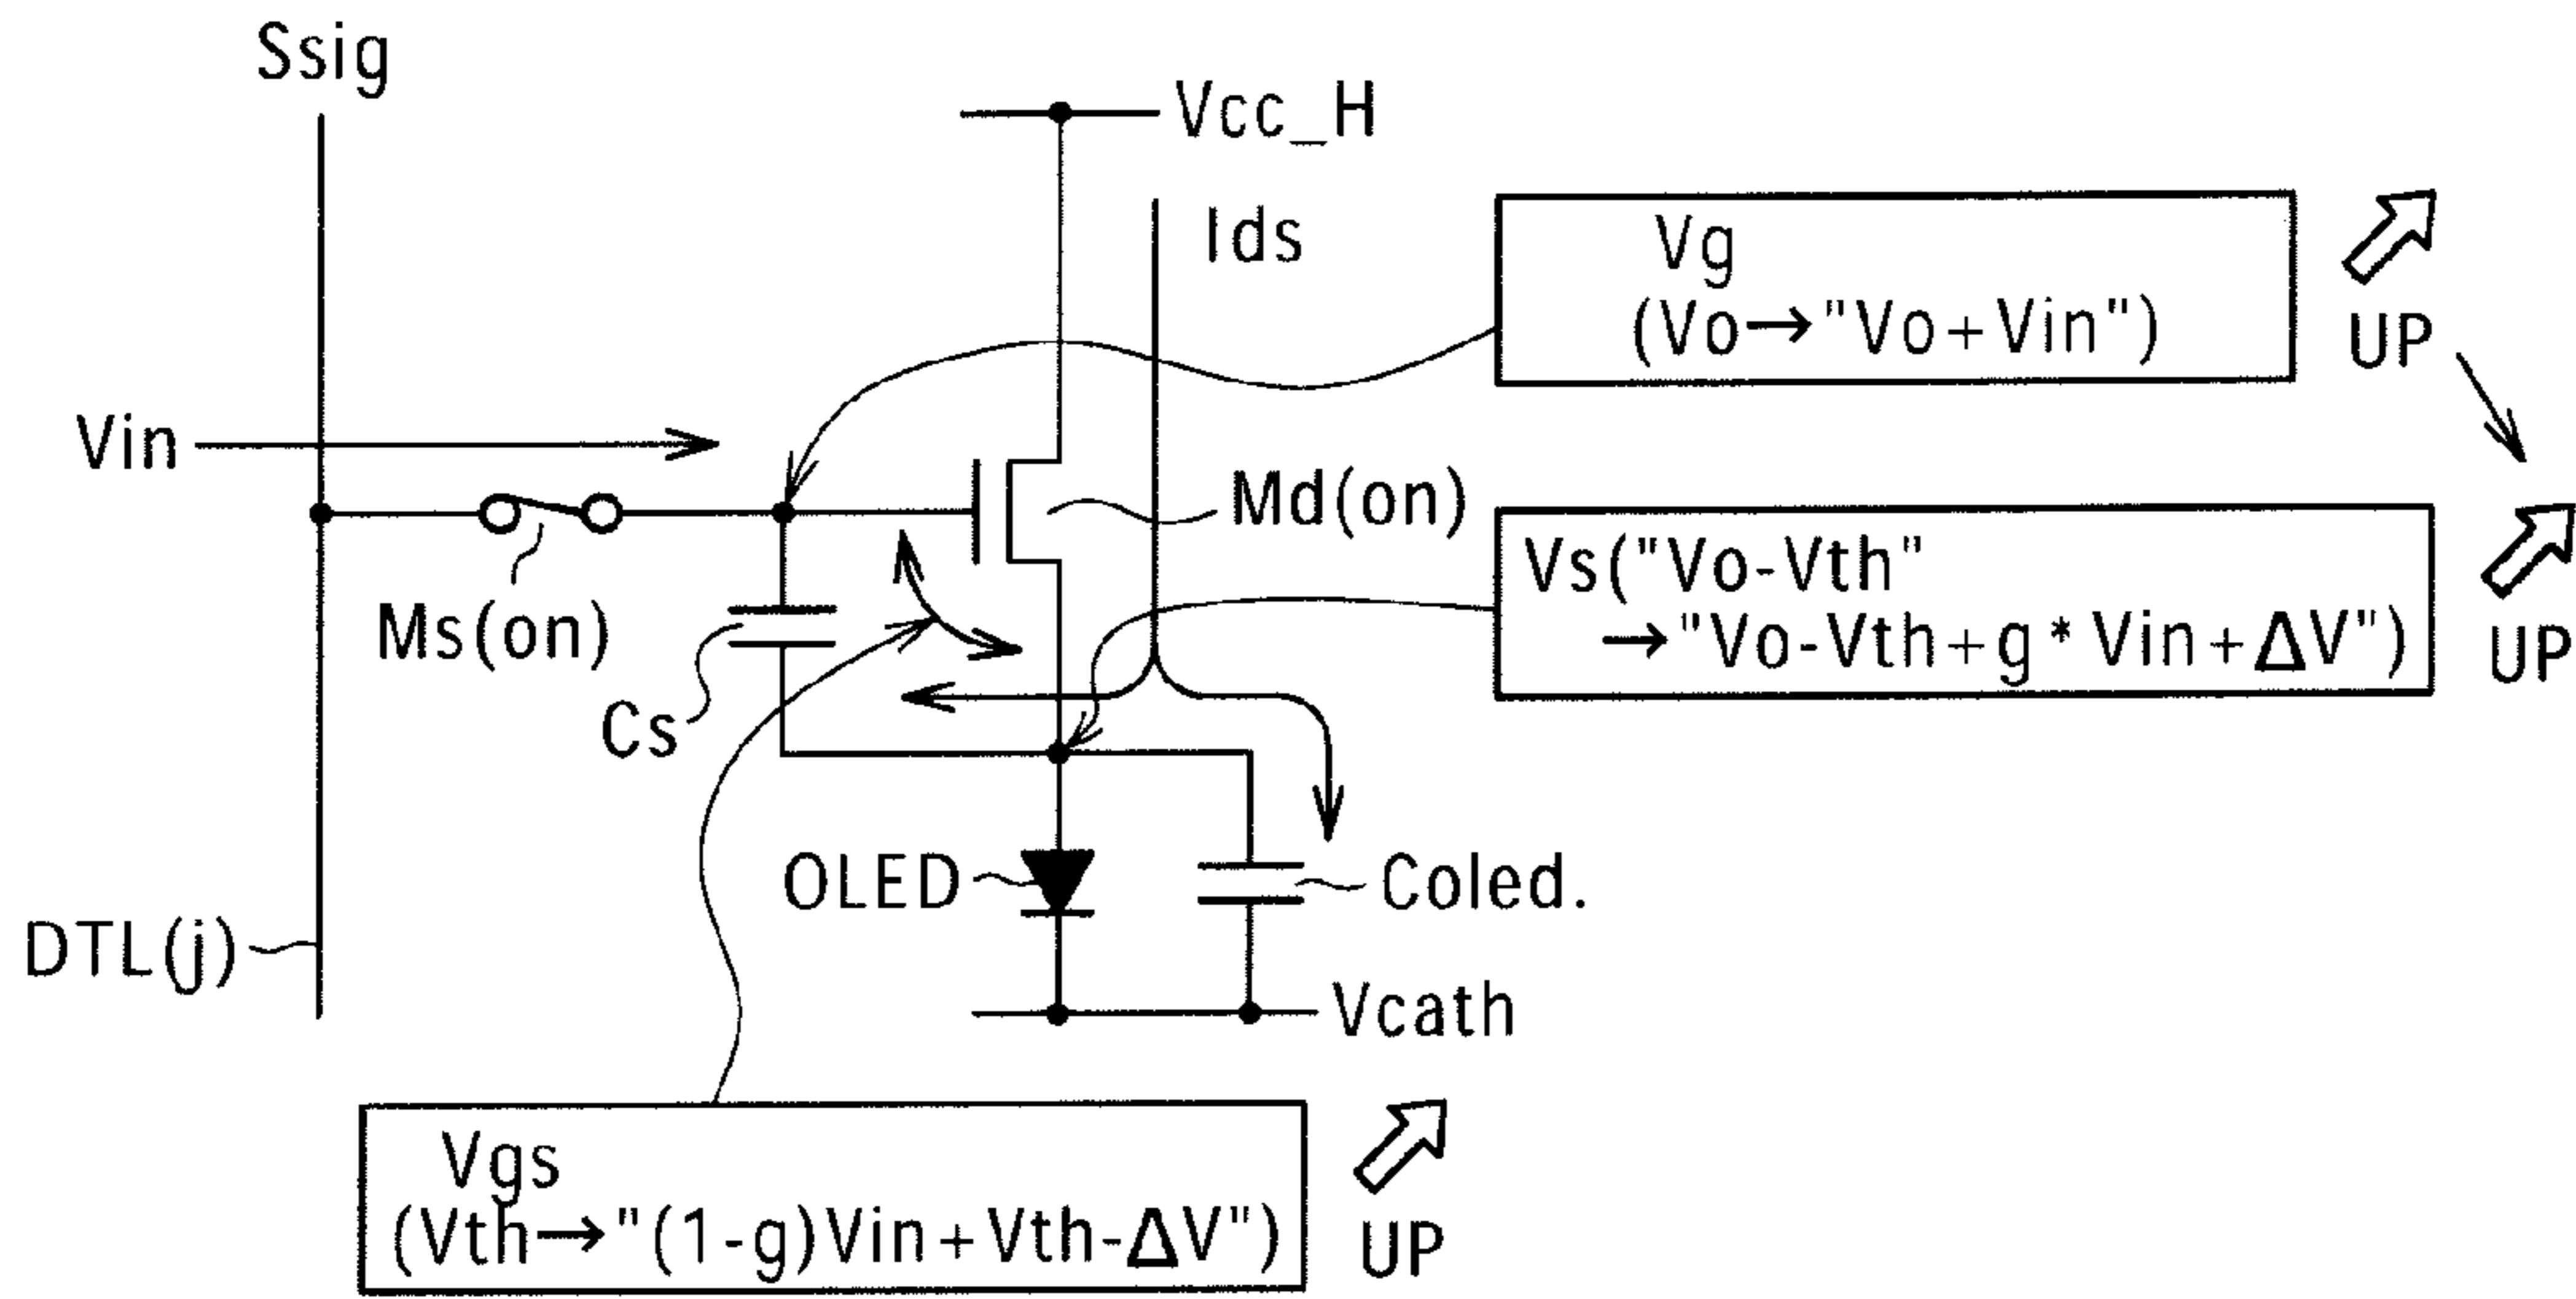 Ssig
Vcc_H
Ids
Vg
(Vo→"Vo+Vin")
UP
Vin
Md(on)
Ms(on)
Vs("Vo-Vth"
→"Vo-Vth+g*Vin+ΔV")
UP
Cs
OLED
Coled.
DTL(j)
Vcath
Vgs
(Vth→"(1-g)Vin+Vth-ΔV")
UP